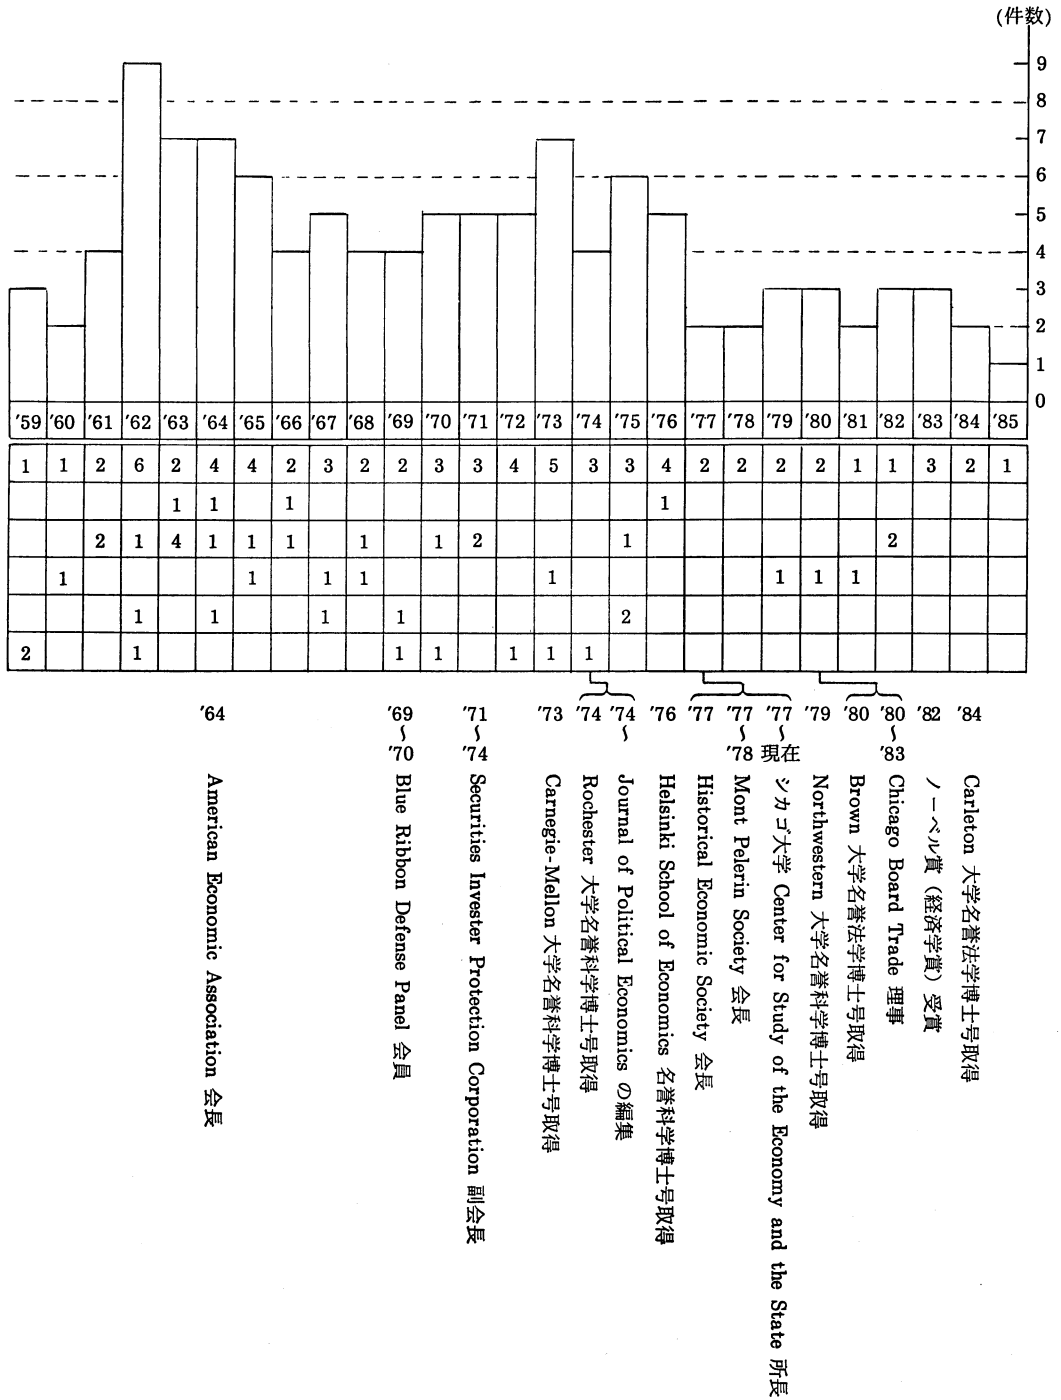 (件数)
9
8
7
6
5
4
3
2
1
0
'59 '60 '61 '62 '63 '64 '65 '66 '67 '68 '69 '70 '71 '72 '73 '74 '75 '76 '77 '78 '79 '80 '81 '82 '83 '84 '85
1 1 2 6 2 4 4 2 3 2 2 3 3 4 5 3 3 4 2 2 2 2 1 1 3 2 1
1 1 1 1
2 1 4 1 1 1 1 1 2 1 2
1 1 1 1 1 1 1 1
1 1 1 1 2
2 1 1 1 1 1 1
'64 American Economic Association 会長
'69〜'70 Blue Ribbon Defense Panel 会員
'71〜'74 Securities Invester Protection Corporation 副会長
'73 Carnegie-Mellon 大学名誉科学博士号取得
'74 Rochester 大学名誉科学博士号取得
'74〜 Journal of Political Economics の編集
'76 Helsinki School of Economics 名誉科学博士号取得
'77 Historical Economic Society 会長
'77〜'78 Mont Pelerin Society 会長
'77〜現在 シカゴ大学 Center for Study of the Economy and the State 所長
'79 Northwestern 大学名誉科学博士号取得
'80 Brown 大学名誉法学博士号取得
'80〜'83 Chicago Board Trade 理事
'82 ノーベル賞（経済学賞）受賞
'84 Carleton 大学名誉法学博士号取得